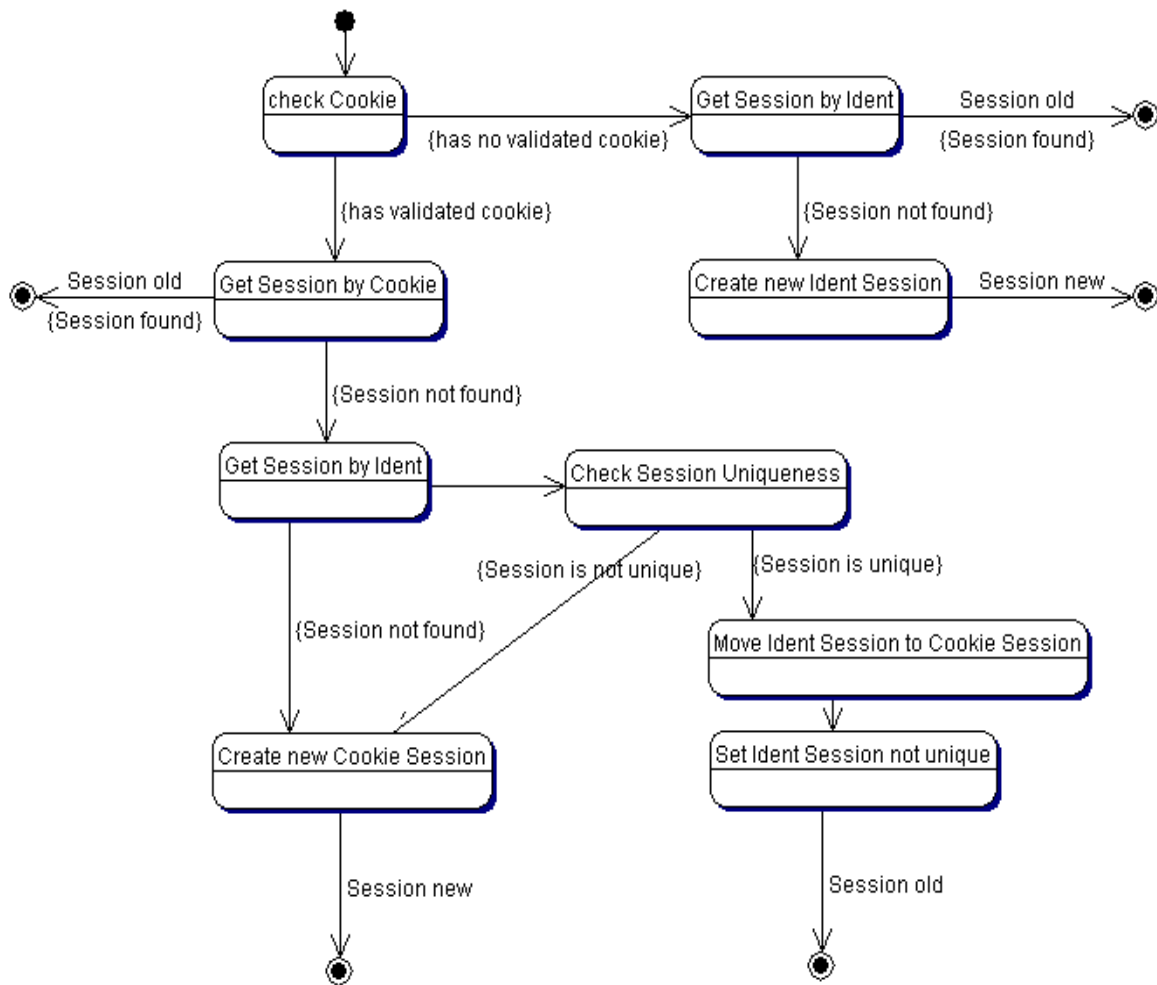 check Cookie
Get Session by Ident
Session old
{has no validated cookie}
{Session found}
{has validated cookie}
{Session not found}
Session old
Get Session by Cookie
Create new Ident Session
Session new
{Session found}
{Session not found}
Get Session by Ident
Check Session Uniqueness
{Session is not unique}
{Session is unique}
{Session not found}
Move Ident Session to Cookie Session
Create new Cookie Session
Set Ident Session not unique
Session new
Session old